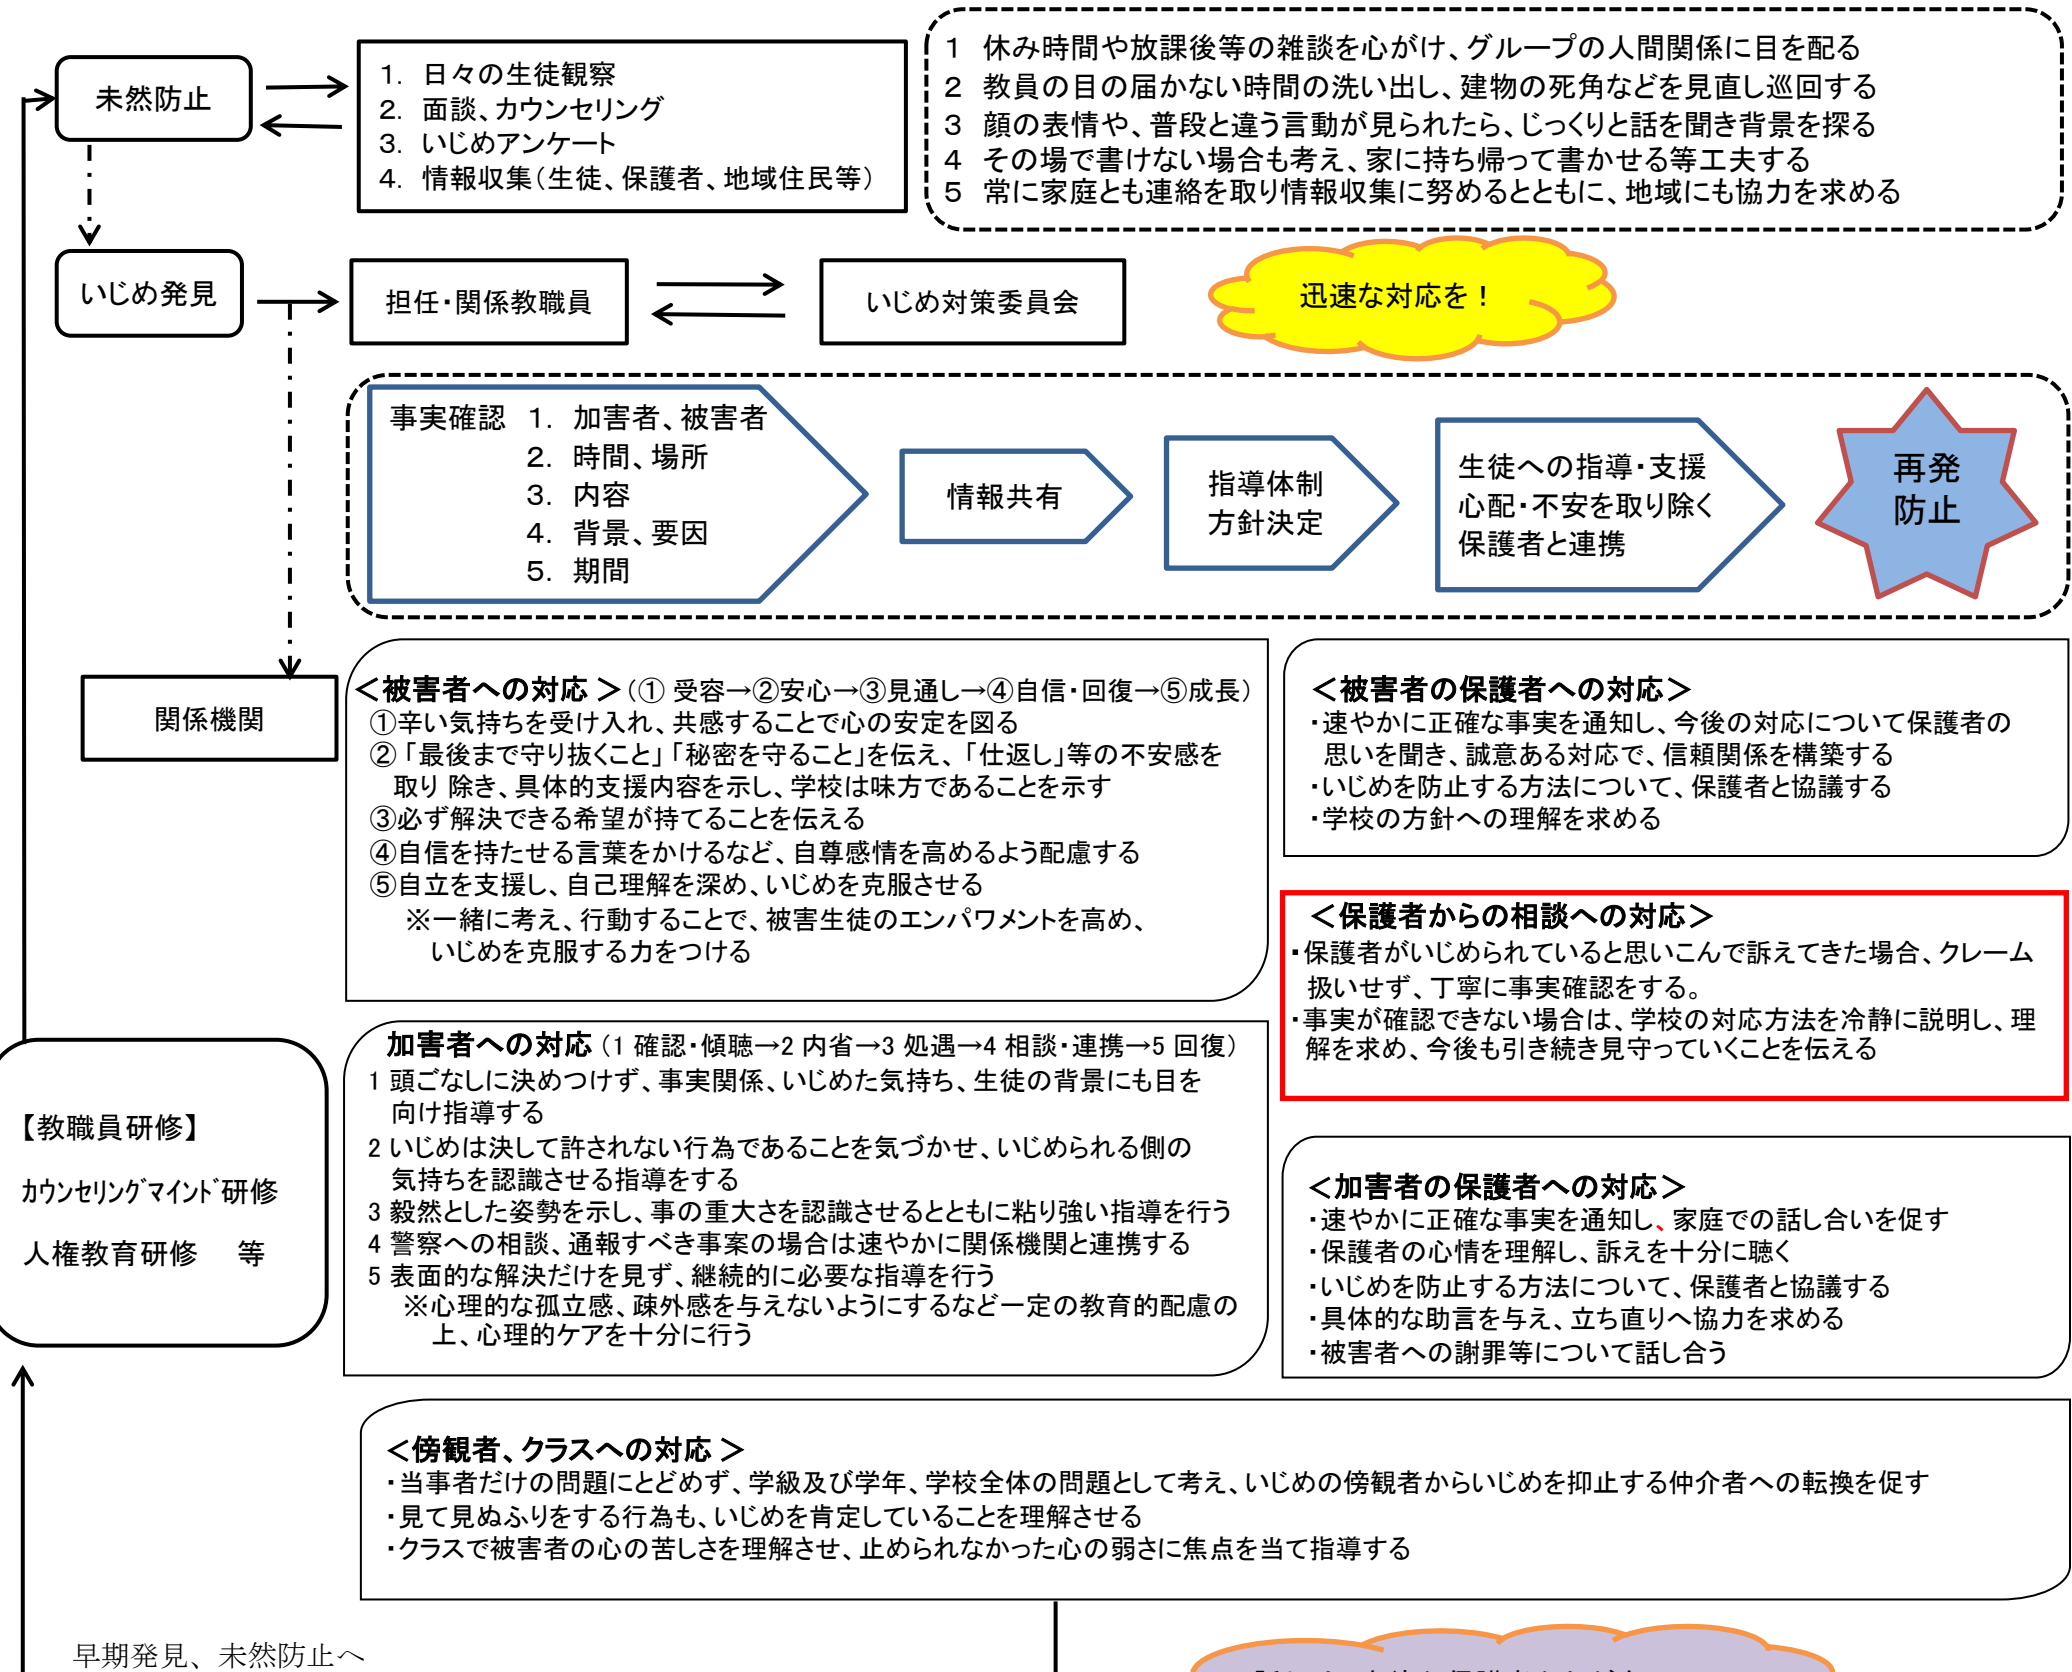 未然防止
1. 日々の生徒観察
2. 面談、カウンセリング
3. いじめアンケート
4. 情報収集(生徒、保護者、地域住民等)
1 休み時間や放課後等の雑談を心がけ、グループの人間関係に目を配る
2 教員の目の届かない時間の洗い出し、建物の死角などを見直し巡回する
3 顔の表情や、普段と違う言動が見られたら、じっくりと話を聞き背景を探る
4 その場で書けない場合も考え、家に持ち帰って書かせる等工夫する
5 常に家庭とも連絡を取り情報収集に努めるとともに、地域にも協力を求める
いじめ発見
担任・関係教職員
いじめ対策委員会
迅速な対応を！
事実確認 1. 加害者、被害者
2. 時間、場所
3. 内容
4. 背景、要因
5. 期間
情報共有
指導体制
方針決定
生徒への指導・支援
心配・不安を取り除く
保護者と連携
再発
防止
関係機関
＜被害者への対応＞(① 受容→②安心→③見通し→④自信・回復→⑤成長)
①辛い気持ちを受け入れ、共感することで心の安定を図る
②「最後まで守り抜くこと」「秘密を守ること」を伝え、「仕返し」等の不安感を
取り 除き、具体的支援内容を示し、学校は味方であることを示す
③必ず解決できる希望が持てることを伝える
④自信を持たせる言葉をかけるなど、自尊感情を高めるよう配慮する
⑤自立を支援し、自己理解を深め、いじめを克服させる
※一緒に考え、行動することで、被害生徒のエンパワメントを高め、
いじめを克服する力をつける
＜被害者の保護者への対応＞
・速やかに正確な事実を通知し、今後の対応について保護者の
思いを聞き、誠意ある対応で、信頼関係を構築する
・いじめを防止する方法について、保護者と協議する
・学校の方針への理解を求める
＜保護者からの相談への対応＞
・保護者がいじめられていると思いこんで訴えてきた場合、クレーム
扱いせず、丁寧に事実確認をする。
・事実が確認できない場合は、学校の対応方法を冷静に説明し、理
解を求め、今後も引き続き見守っていくことを伝える
加害者への対応(1 確認・傾聴→2 内省→3 処遇→4 相談・連携→5 回復)
1 頭ごなしに決めつけず、事実関係、いじめた気持ち、生徒の背景にも目を
向け指導する
2 いじめは決して許されない行為であることを気づかせ、いじめられる側の
気持ちを認識させる指導をする
3 毅然とした姿勢を示し、事の重大さを認識させるとともに粘り強い指導を行う
4 警察への相談、通報すべき事案の場合は速やかに関係機関と連携する
5 表面的な解決だけを見ず、継続的に必要な指導を行う
※心理的な孤立感、疎外感を与えないようにするなど一定の教育的配慮の
上、心理的ケアを十分に行う
【教職員研修】
ｶｳﾝｾﾘﾝｸﾞﾏｲﾝﾄﾞ研修
人権教育研修 等
＜加害者の保護者への対応＞
・速やかに正確な事実を通知し、家庭での話し合いを促す
・保護者の心情を理解し、訴えを十分に聴く
・いじめを防止する方法について、保護者と協議する
・具体的な助言を与え、立ち直りへ協力を求める
・被害者への謝罪等について話し合う
＜傍観者、クラスへの対応＞
・当事者だけの問題にとどめず、学級及び学年、学校全体の問題として考え、いじめの傍観者からいじめを抑止する仲介者への転換を促す
・見て見ぬふりをする行為も、いじめを肯定していることを理解させる
・クラスで被害者の心の苦しさを理解させ、止められなかった心の弱さに焦点を当て指導する
早期発見、未然防止へ